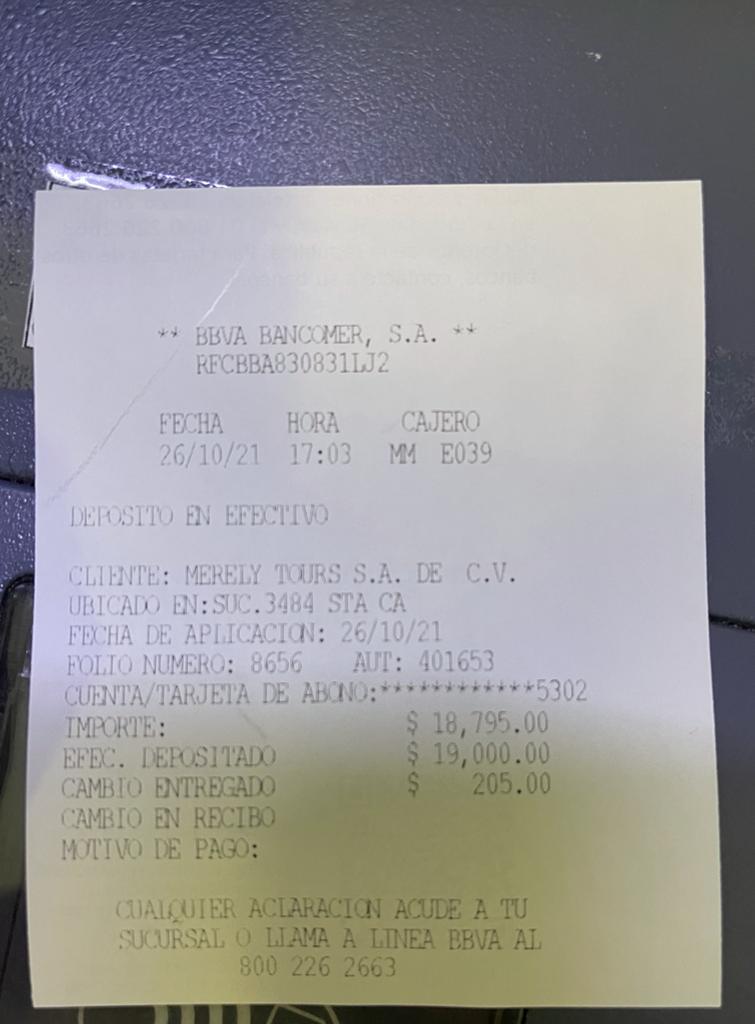 ** BBVA BANCOMER, S.A. **
RFCBBA830831LJ2
FECHA HORA CAJERO
26/10/21 17:03 MM E039
DEPOSITO EN EFECTIVO
CLIENTE: MERELY TOURS S.A. DE C.V.
UBICADO EN:SUC.3484 STA CA
FECHA DE APLICACION: 26/10/21
FOLIO NUMERO: 8656 AUT: 401653
CUENTA/TARJETA DE ABONO:************5302
IMPORTE: $ 18,795.00
EFEC. DEPOSITADO $ 19,000.00
CAMBIO ENTREGADO $ 205.00
CAMBIO EN RECIBO
MOTIVO DE PAGO:
CUALQUIER ACLARACION ACUDE A TU
SUCURSAL O LLAMA A LINEA BBVA AL
800 226 2663